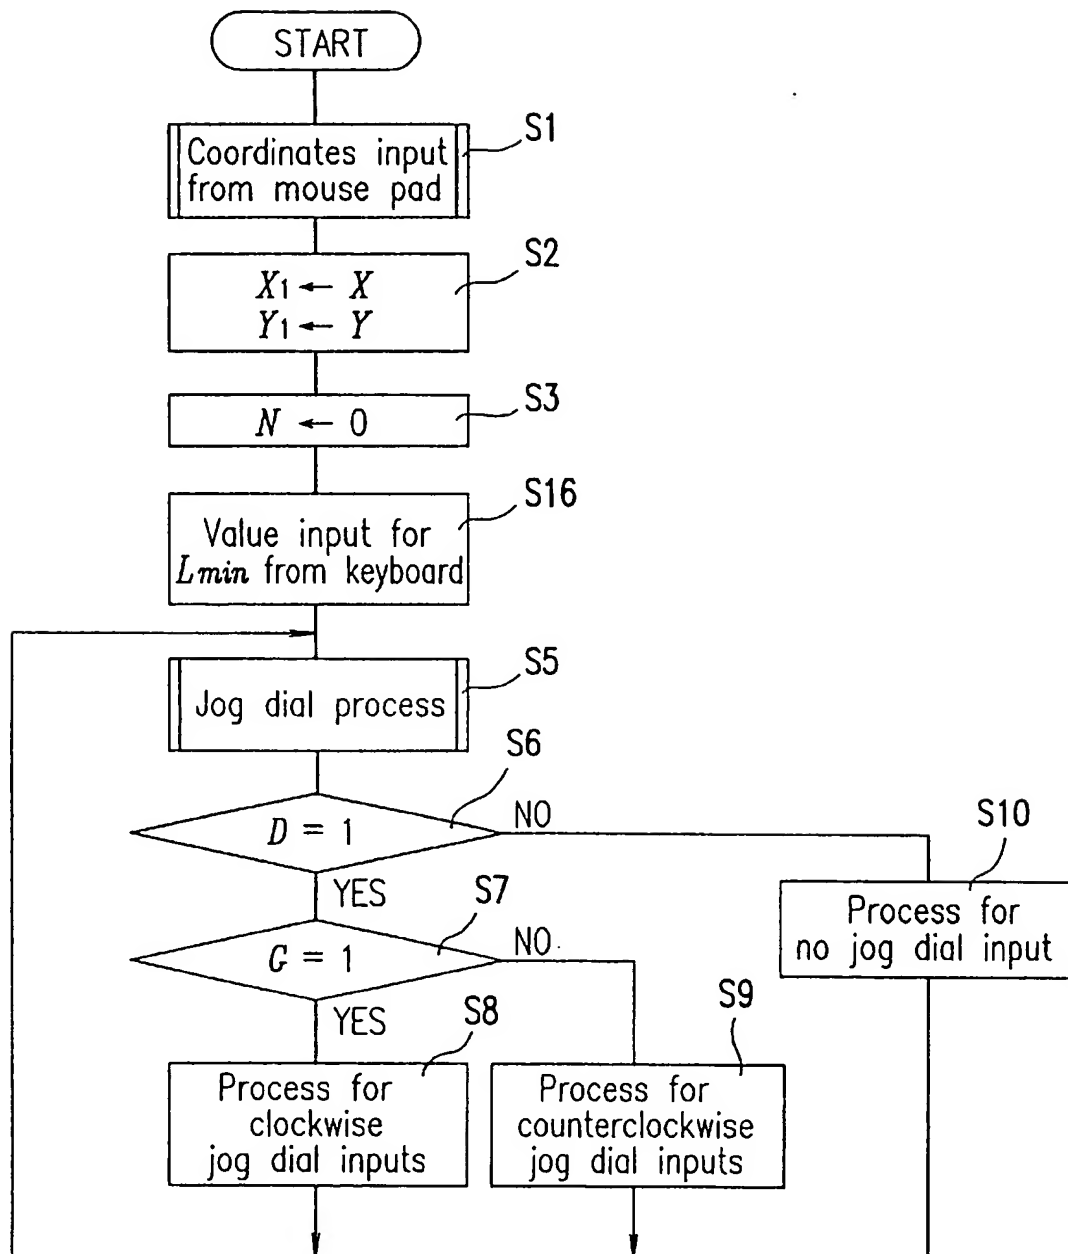 START
S1
Coordinates input
from mouse pad
S2
X1 ← X
Y1 ← Y
S3
N ← 0
S16
Value input for
Lmin from keyboard
S5
Jog dial process
S6
D = 1
NO
YES
S10
Process for
no jog dial input
S7
G = 1
NO
YES
S8
Process for
clockwise
jog dial inputs
S9
Process for
counterclockwise
jog dial inputs